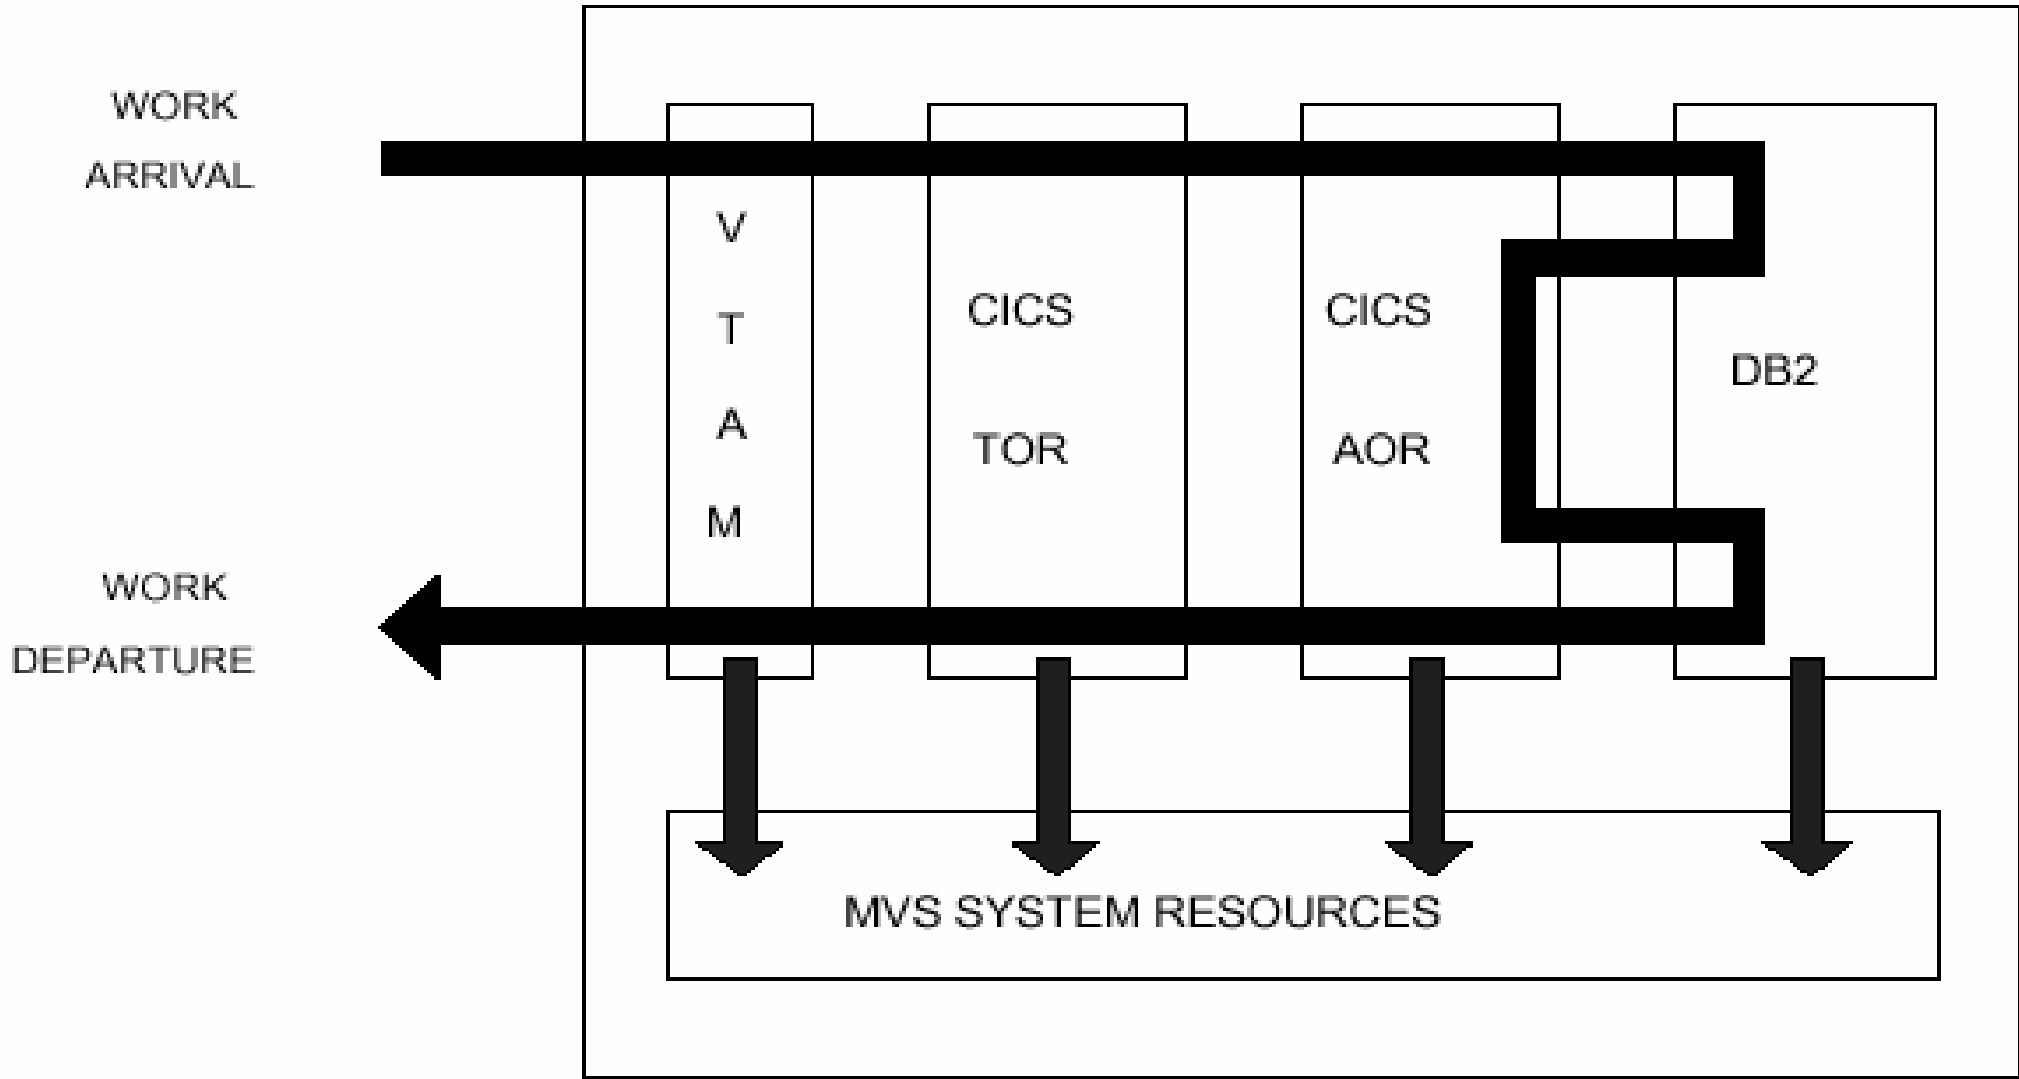 WORK
ARRIVAL
V
T
A
M
CICS
TOR
CICS
AOR
DB2
WORK
DEPARTURE
MVS SYSTEM RESOURCES